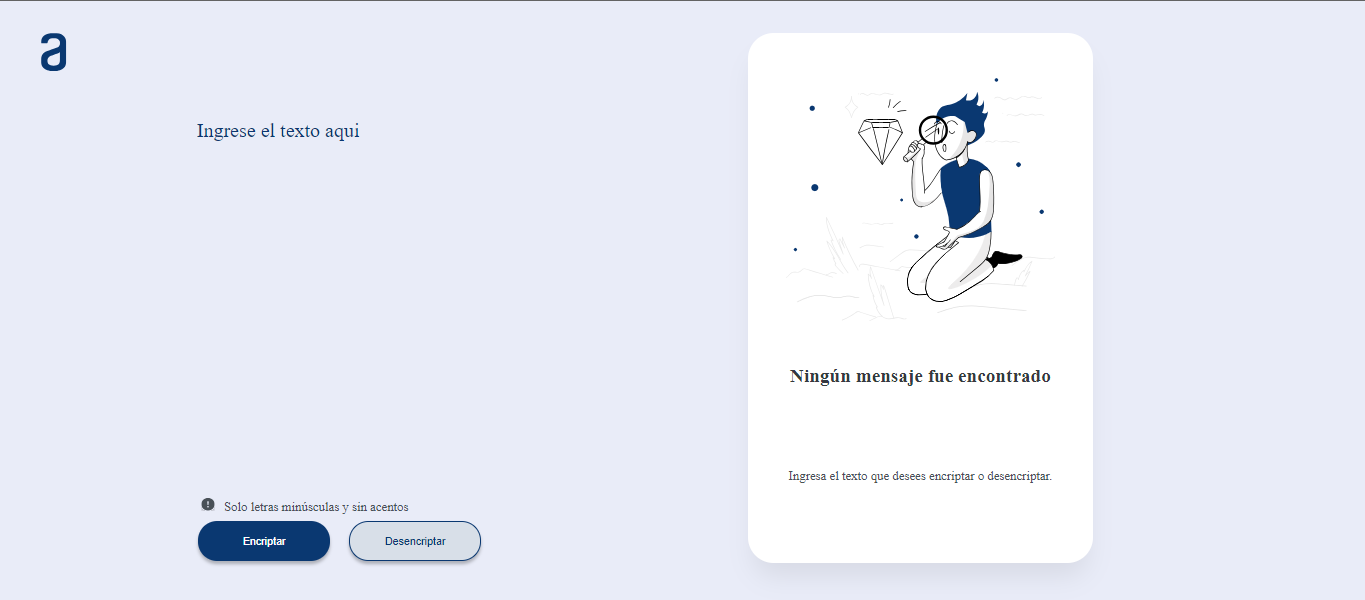 a
Ingrese el texto aqui
Solo letras minúsculas y sin acentos
Encriptar
Desencriptar
Ningún mensaje fue encontrado
Ingresa el texto que desees encriptar o desencriptar.